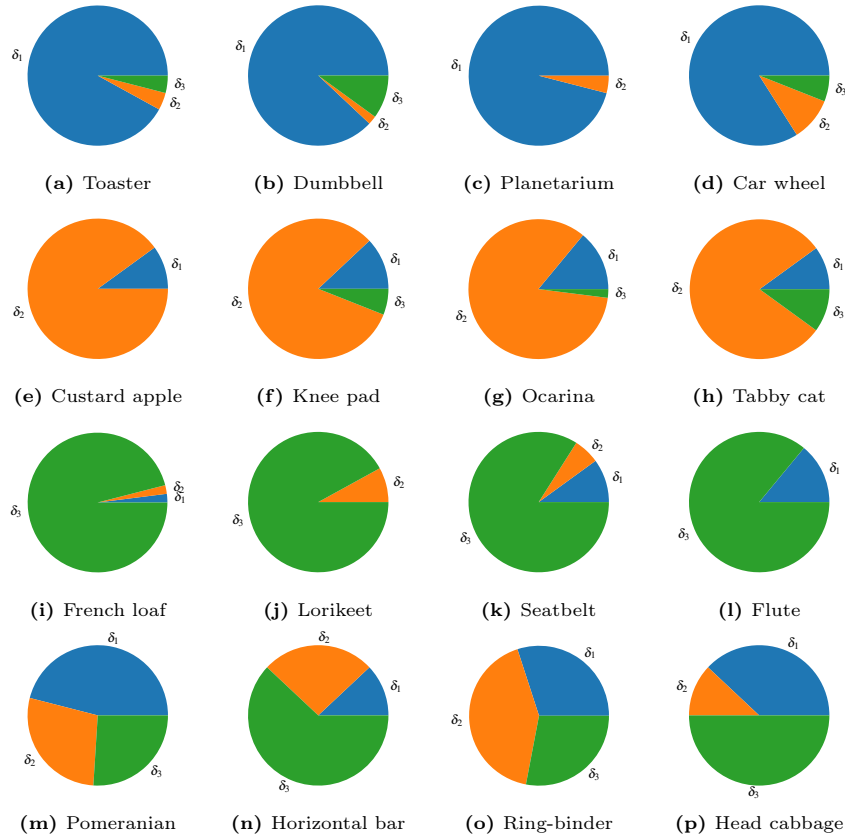 δ1 δ3 δ2
δ1 δ3 δ2
δ1 δ2
δ1 δ3 δ2
(a) Toaster
(b) Dumbbell
(c) Planetarium
(d) Car wheel
δ1 δ2
δ1 δ2 δ3
δ1 δ3 δ2
δ1 δ2 δ3
(e) Custard apple
(f) Knee pad
(g) Ocarina
(h) Tabby cat
δ2 δ1 δ3
δ2 δ3
δ2 δ1 δ3
δ1 δ3
(i) French loaf
(j) Lorikeet
(k) Seatbelt
(l) Flute
δ1 δ2 δ3
δ2 δ1 δ3
δ1 δ2 δ3
δ1 δ2 δ3
(m) Pomeranian
(n) Horizontal bar
(o) Ring-binder
(p) Head cabbage